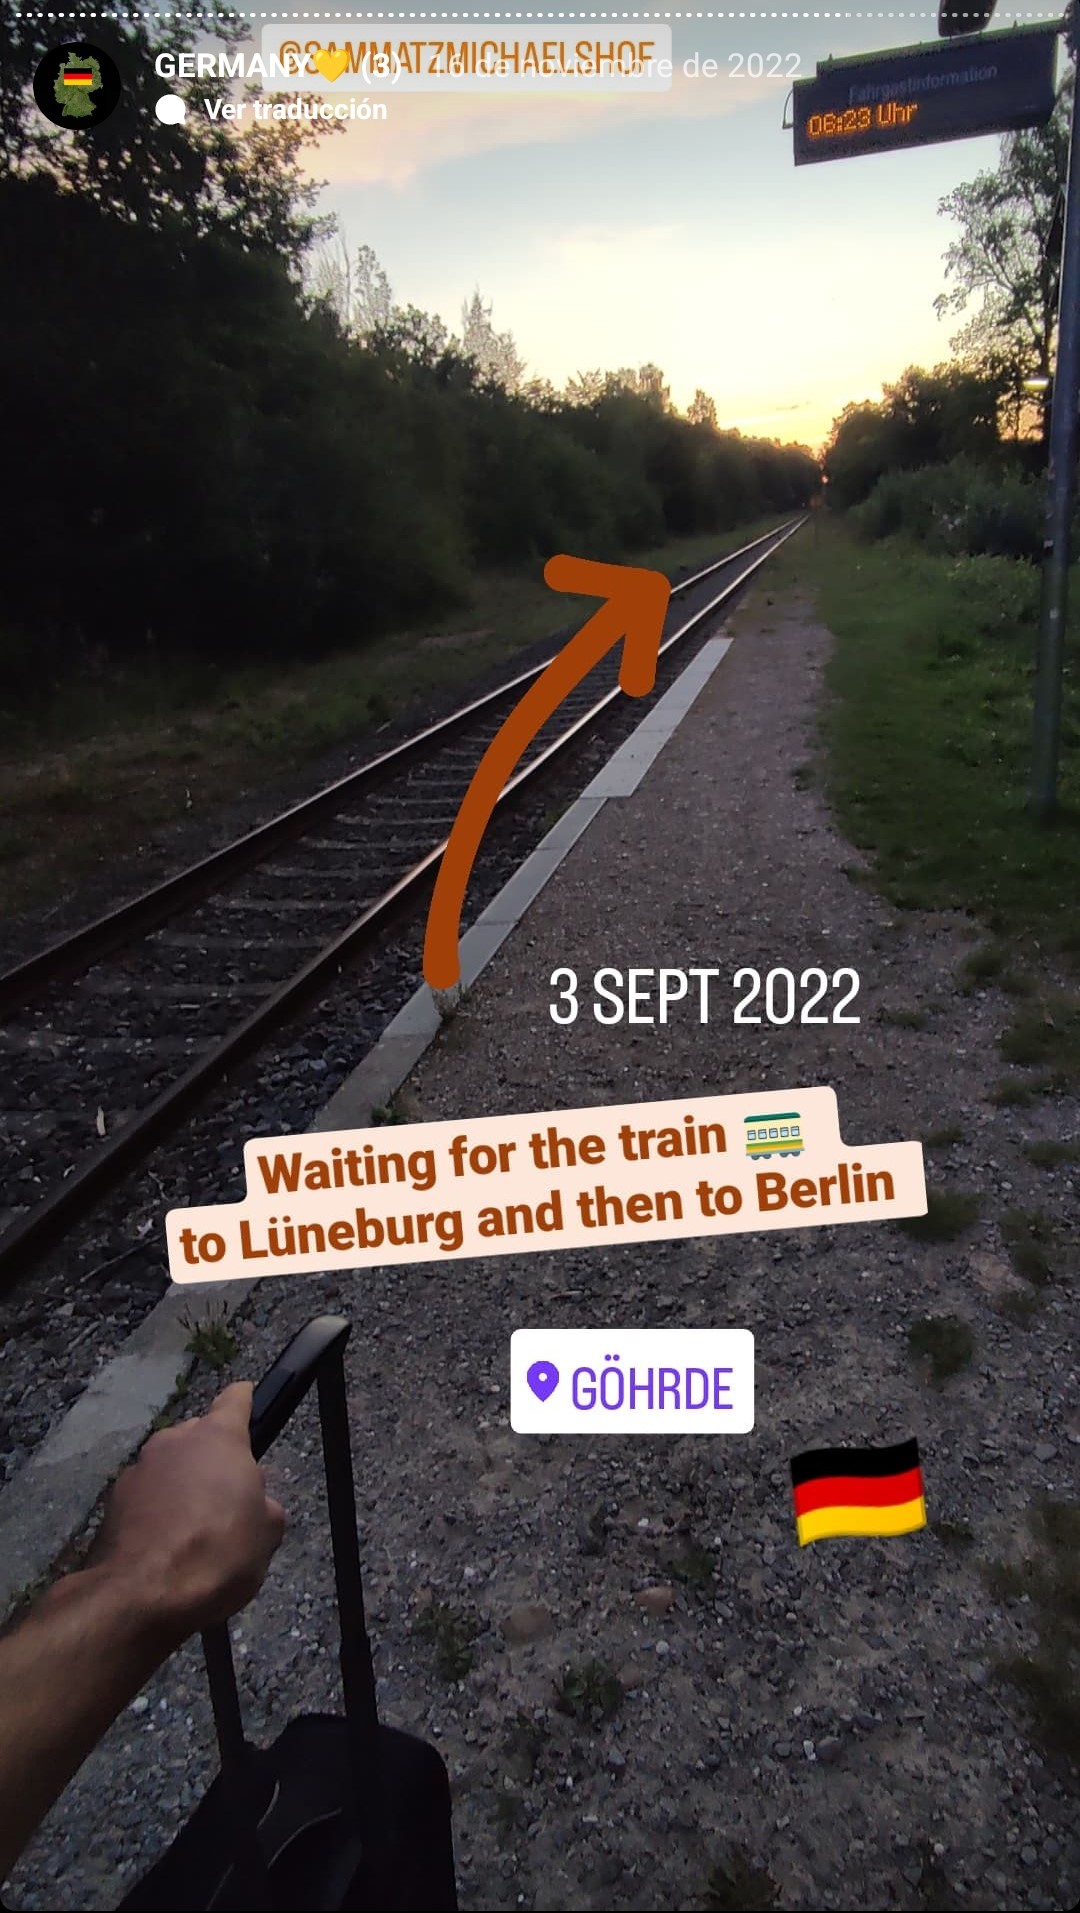 @SAMMATZMICHAELSHOF
GERMANY💛 (3) 16 de noviembre de 2022
Ver traducción
Fahrgastinformation
06:23 Uhr
3 SEPT 2022
Waiting for the train 🚃
to Lüneburg and then to Berlin
GÖHRDE